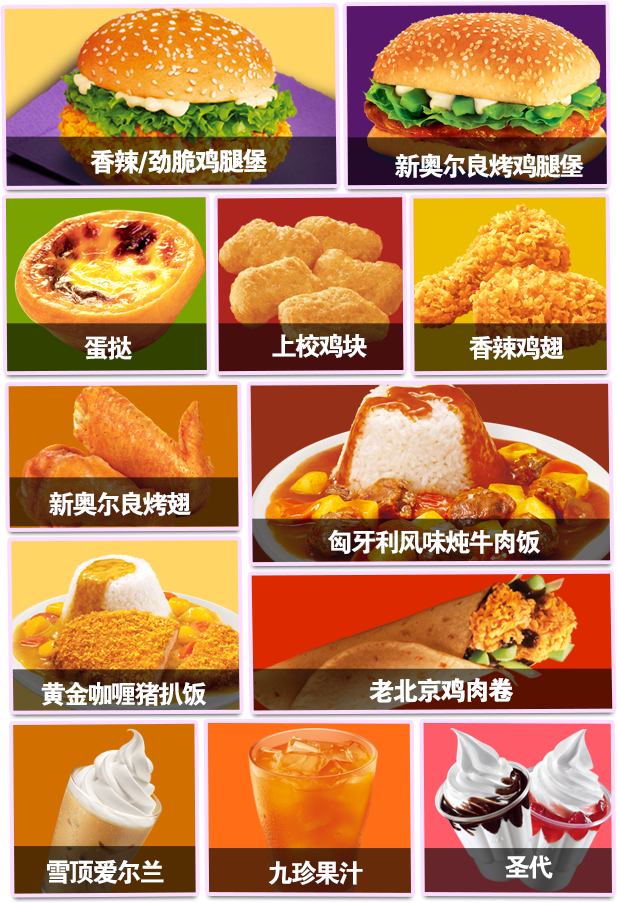 香辣/劲脆鸡腿堡
新奥尔良烤鸡腿堡
蛋挞
上校鸡块
香辣鸡翅
新奥尔良烤翅
匈牙利风味炖牛肉饭
黄金咖喱猪扒饭
老北京鸡肉卷
雪顶爱尔兰
九珍果汁
圣代